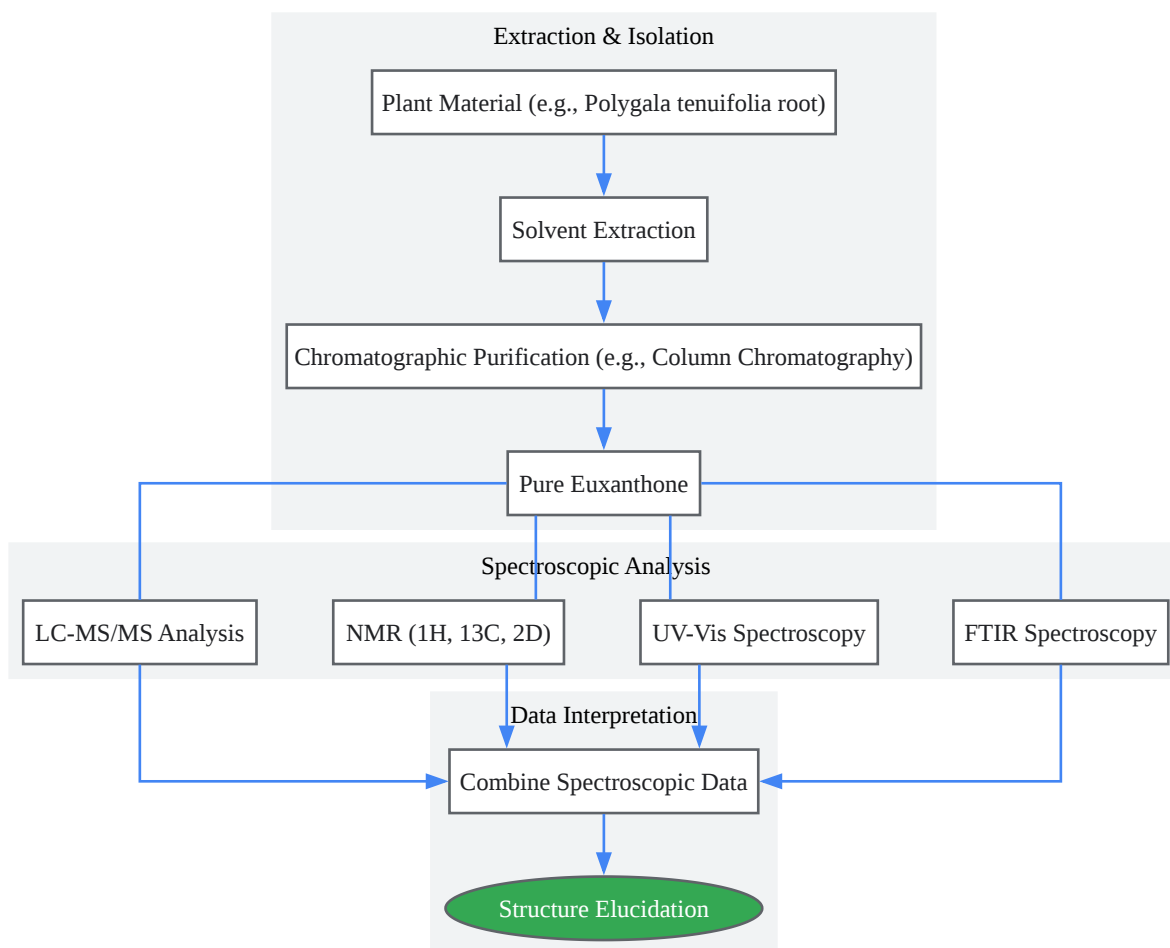 Extraction & Isolation
Plant Material (e.g., Polygala tenuifolia root)
Solvent Extraction
Chromatographic Purification (e.g., Column Chromatography)
Pure Euxanthone
Spectroscopic Analysis
LC-MS/MS Analysis
NMR (1H, 13C, 2D)
UV-Vis Spectroscopy
FTIR Spectroscopy
Data Interpretation
Combine Spectroscopic Data
Structure Elucidation